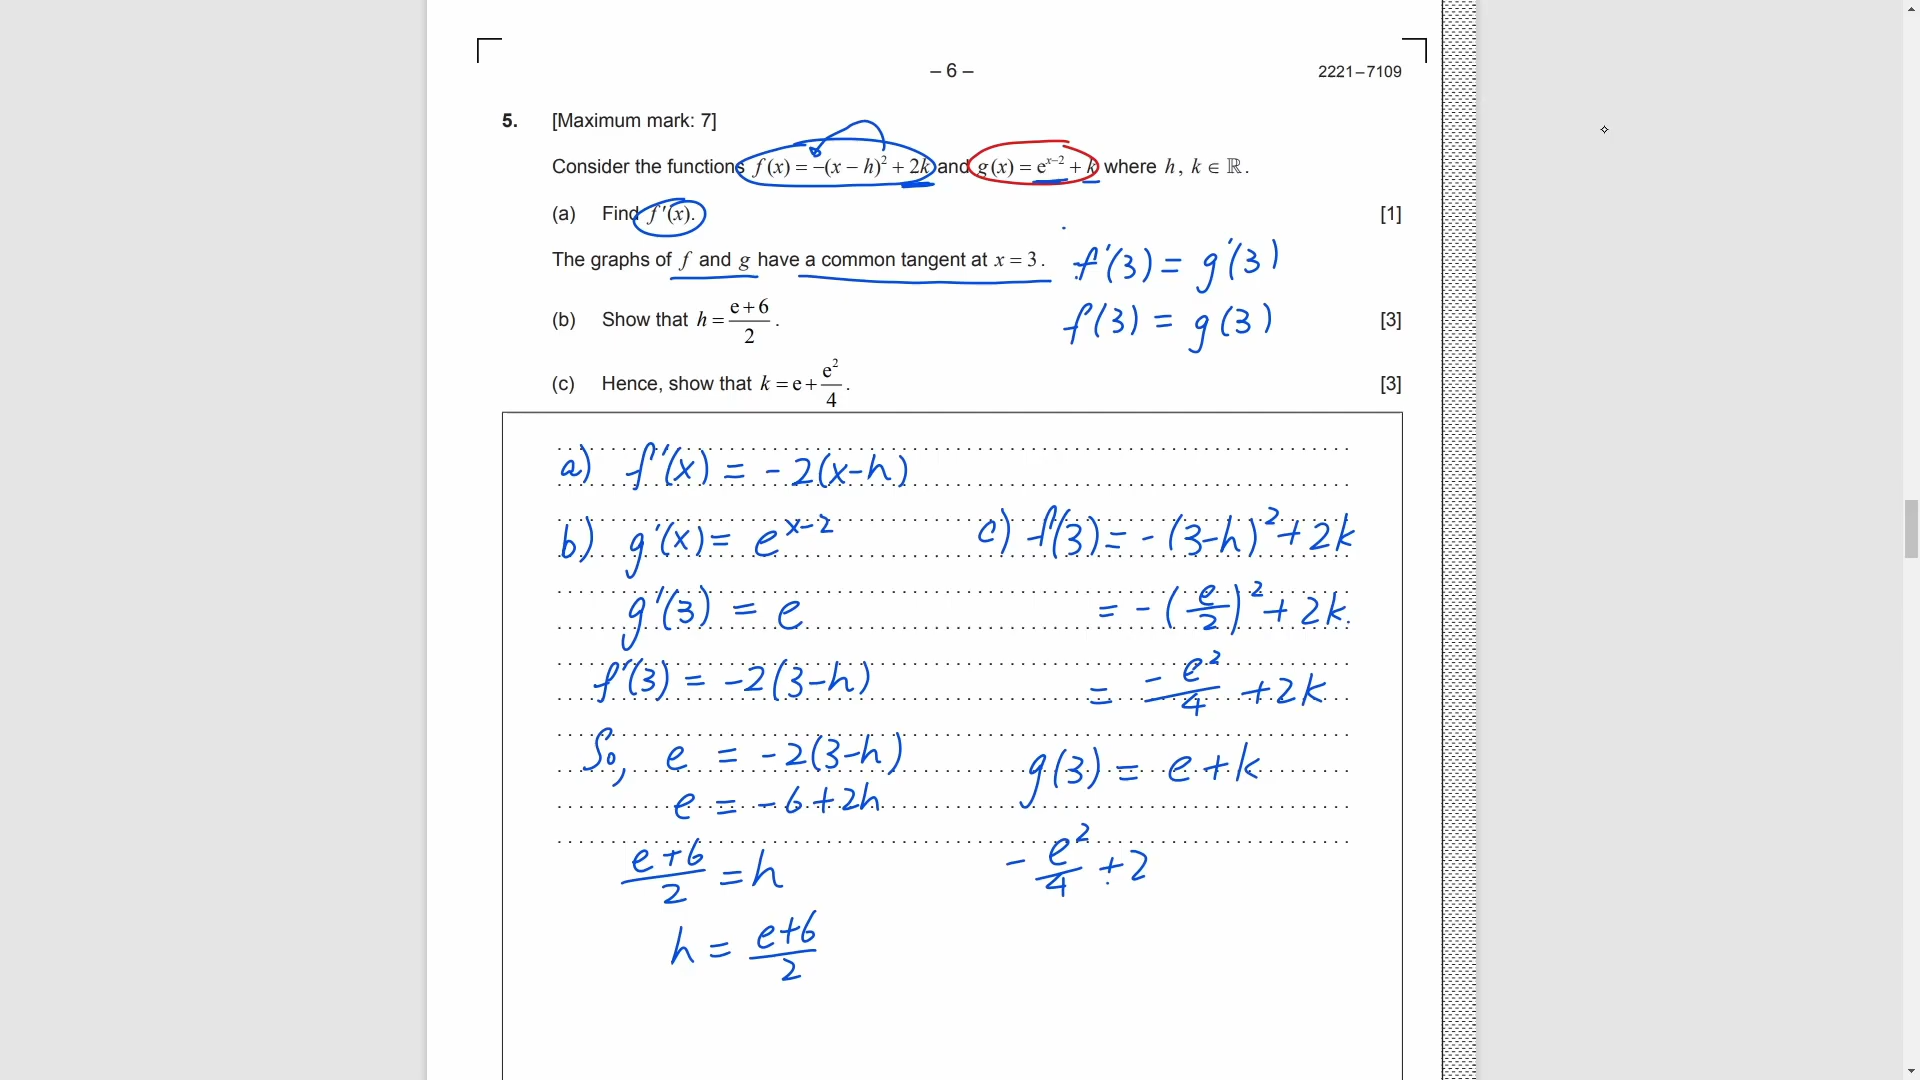 – 6 –
2221–7109
5. [Maximum mark: 7]
Consider the functions f(x) = –(x – h)² + 2k and g(x) = eˣ⁻² + k where h, k ∈ ℝ.
(a) Find f′(x). [1]
The graphs of f and g have a common tangent at x = 3. f'(3) = g'(3)
(b) Show that h = (e + 6)/2. [3]
f(3) = g(3)
(c) Hence, show that k = e + e²/4. [3]
a) f'(x) = -2(x-h)
b) g'(x) = e^(x-2)
g'(3) = e
f'(3) = -2(3-h)
So, e = -2(3-h)
e = -6+2h
(e+6)/2 = h
h = (e+6)/2
c) f(3) = -(3-h)²+2k
= -(e/2)²+2k.
= -e²/4 +2k
g(3) = e+k
-e²/4 +2